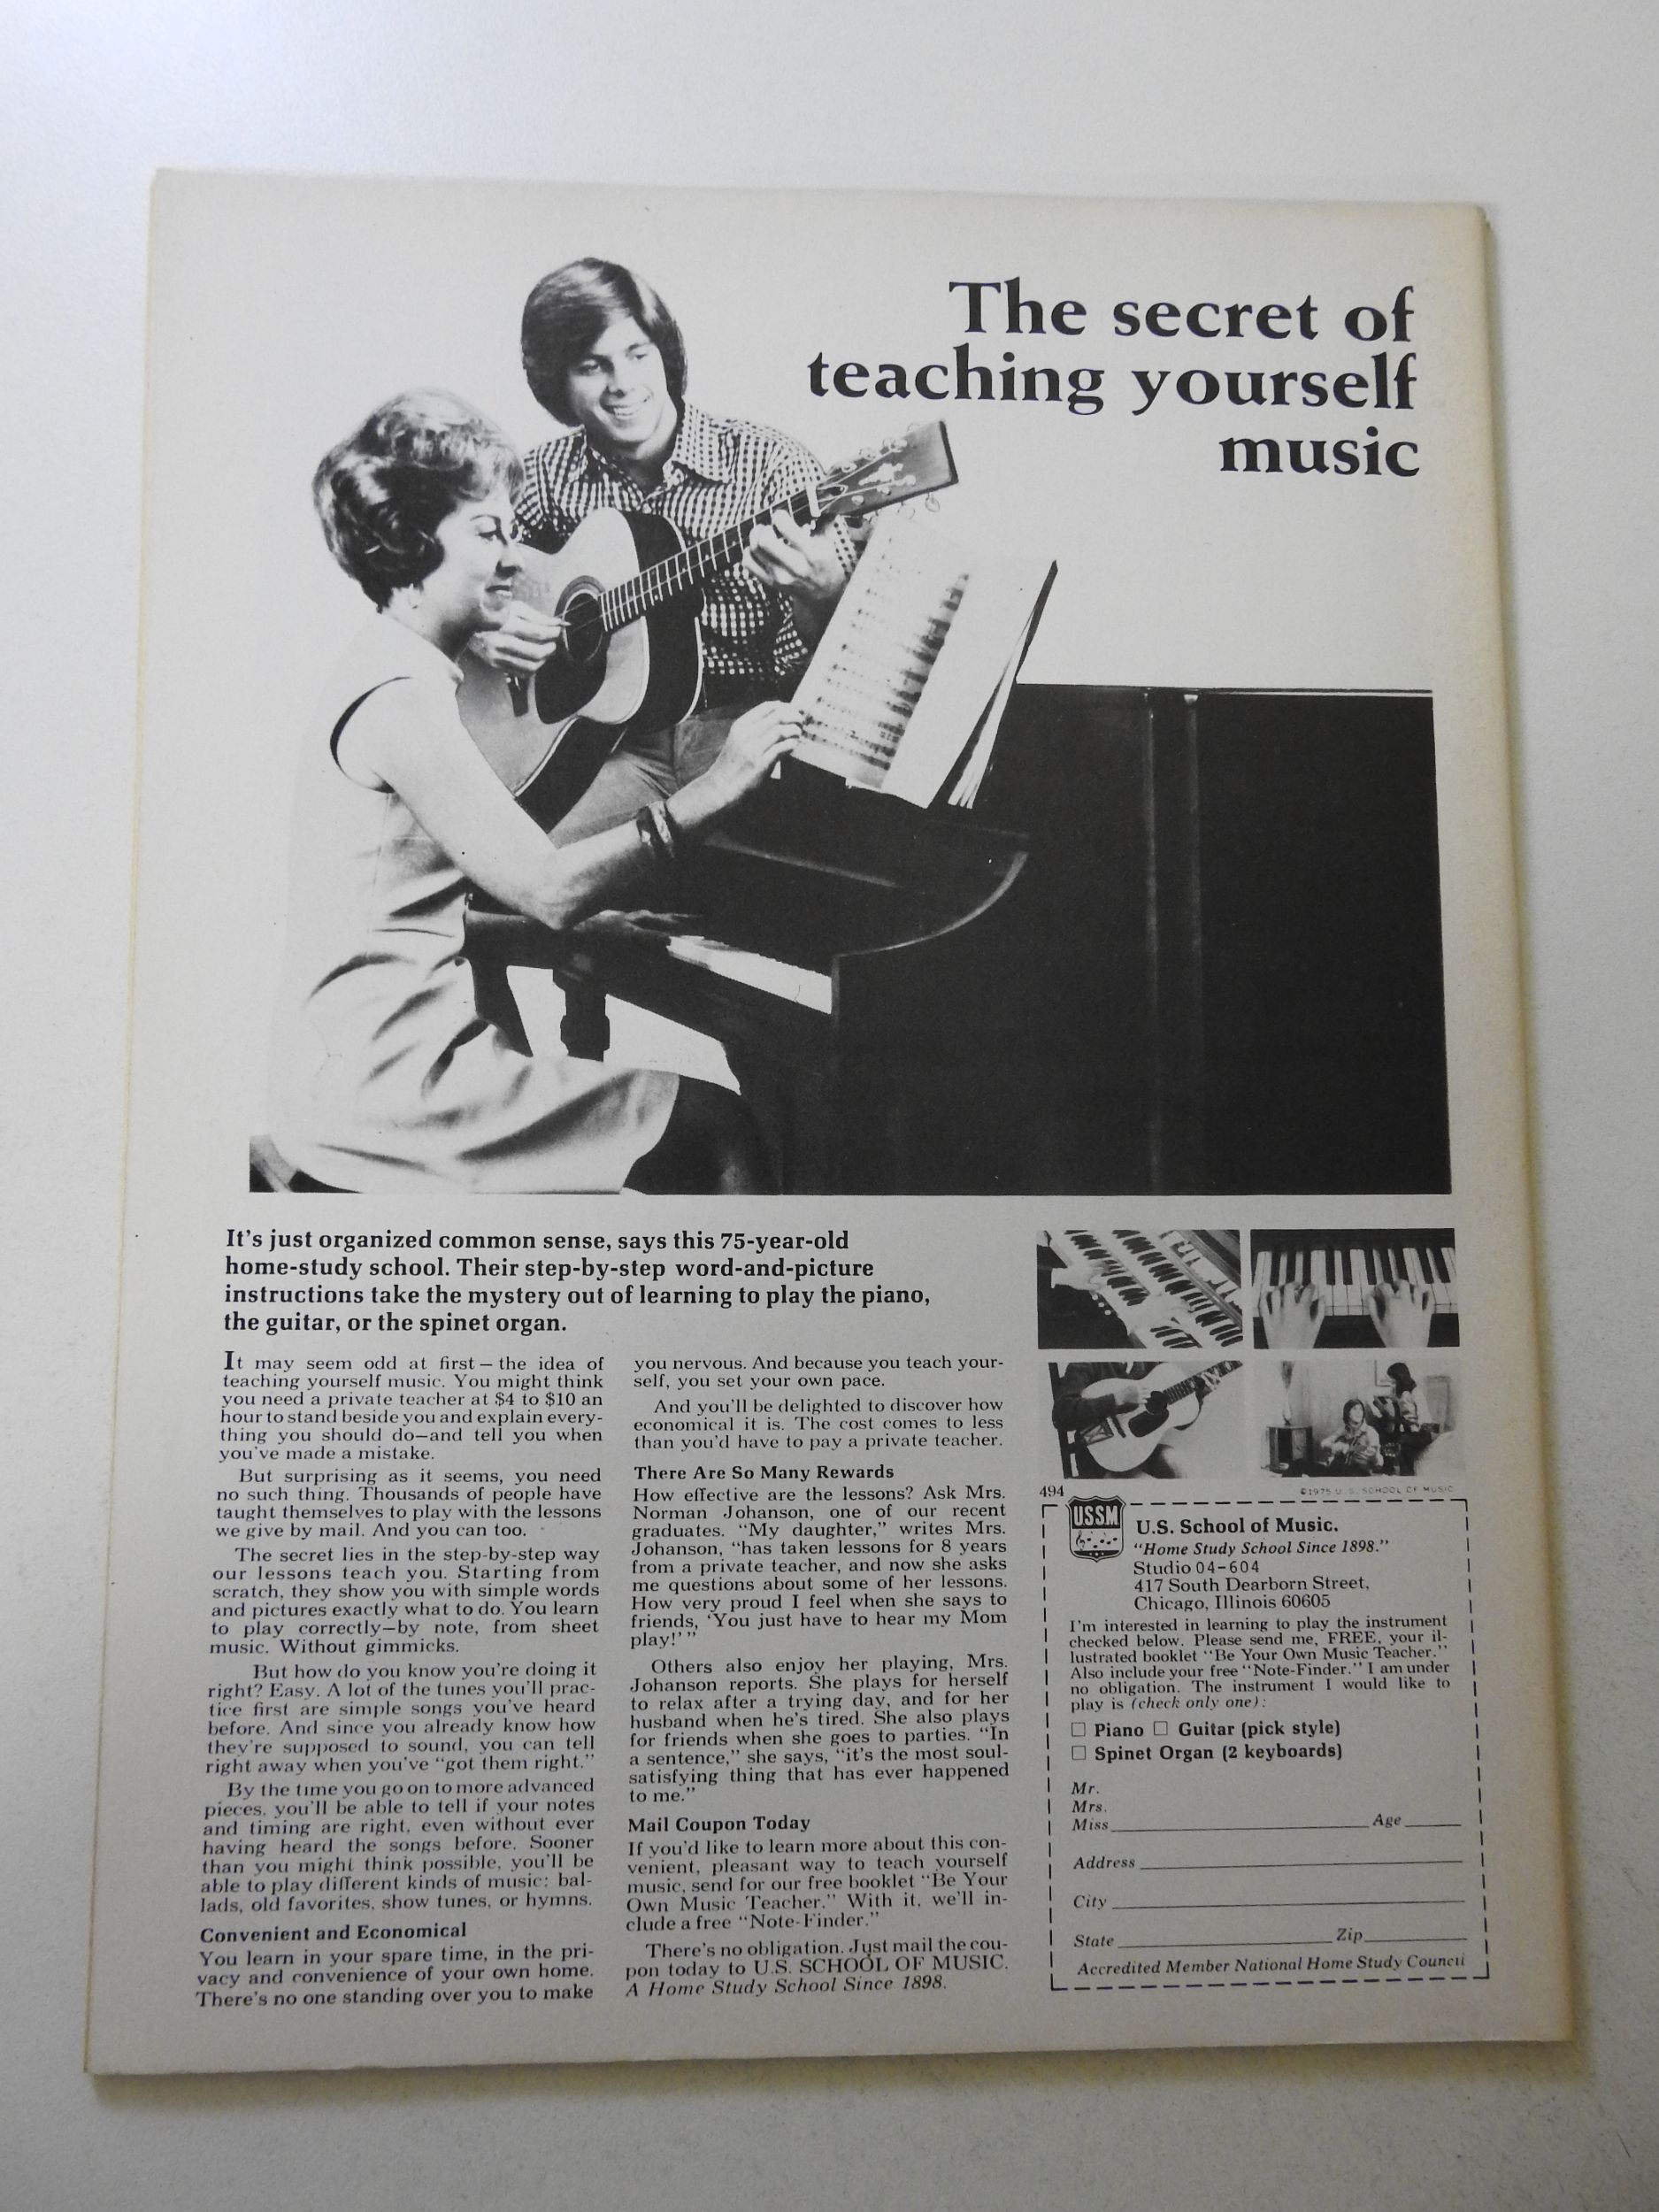 The secret of
teaching yourself
music
It's just organized common sense, says this 75-year-old
home-study school. Their step-by-step word-and-picture
instructions take the mystery out of learning to play the piano,
the guitar, or the spinet organ.
It may seem odd at first — the idea of
teaching yourself music. You might think
you need a private teacher at $4 to $10 an
hour to stand beside you and explain every-
thing you should do—and tell you when
you've made a mistake.
But surprising as it seems, you need
no such thing. Thousands of people have
taught themselves to play with the lessons
we give by mail. And you can too.
The secret lies in the step-by-step way
our lessons teach you. Starting from
scratch, they show you with simple words
and pictures exactly what to do. You learn
to play correctly—by note, from sheet
music. Without gimmicks.
But how do you know you're doing it
right? Easy. A lot of the tunes you'll prac-
tice first are simple songs you've heard
before. And since you already know how
they're supposed to sound, you can tell
right away when you've "got them right."
By the time you go on to more advanced
pieces, you'll be able to tell if your notes
and timing are right, even without ever
having heard the songs before. Sooner
than you might think possible, you'll be
able to play different kinds of music: bal-
lads, old favorites, show tunes, or hymns.
Convenient and Economical
You learn in your spare time, in the pri-
vacy and convenience of your own home.
There's no one standing over you to make
you nervous. And because you teach your-
self, you set your own pace.
And you'll be delighted to discover how
economical it is. The cost comes to less
than you'd have to pay a private teacher.
There Are So Many Rewards
How effective are the lessons? Ask Mrs.
Norman Johanson, one of our recent
graduates. "My daughter," writes Mrs.
Johanson, "has taken lessons for 8 years
from a private teacher, and now she asks
me questions about some of her lessons.
How very proud I feel when she says to
friends, 'You just have to hear my Mom
play!'"
Others also enjoy her playing, Mrs.
Johanson reports. She plays for herself
to relax after a trying day, and for her
husband when he's tired. She also plays
for friends when she goes to parties. "In
a sentence," she says, "it's the most soul-
satisfying thing that has ever happened
to me."
Mail Coupon Today
If you'd like to learn more about this con-
venient, pleasant way to teach yourself
music, send for our free booklet "Be Your
Own Music Teacher." With it, we'll in-
clude a free "Note-Finder."
There's no obligation. Just mail the cou-
pon today to U.S. SCHOOL OF MUSIC.
A Home Study School Since 1898.
494
©1975 U.S. SCHOOL OF MUSIC
USSM
U.S. School of Music.
"Home Study School Since 1898."
Studio 04-604
417 South Dearborn Street,
Chicago, Illinois 60605
I'm interested in learning to play the instrument
checked below. Please send me, FREE, your il-
lustrated booklet "Be Your Own Music Teacher."
Also include your free "Note-Finder." I am under
no obligation. The instrument I would like to
play is (check only one):
☐ Piano ☐ Guitar (pick style)
☐ Spinet Organ (2 keyboards)
Mr.
Mrs.
Miss Age
Address
City
State Zip
Accredited Member National Home Study Council